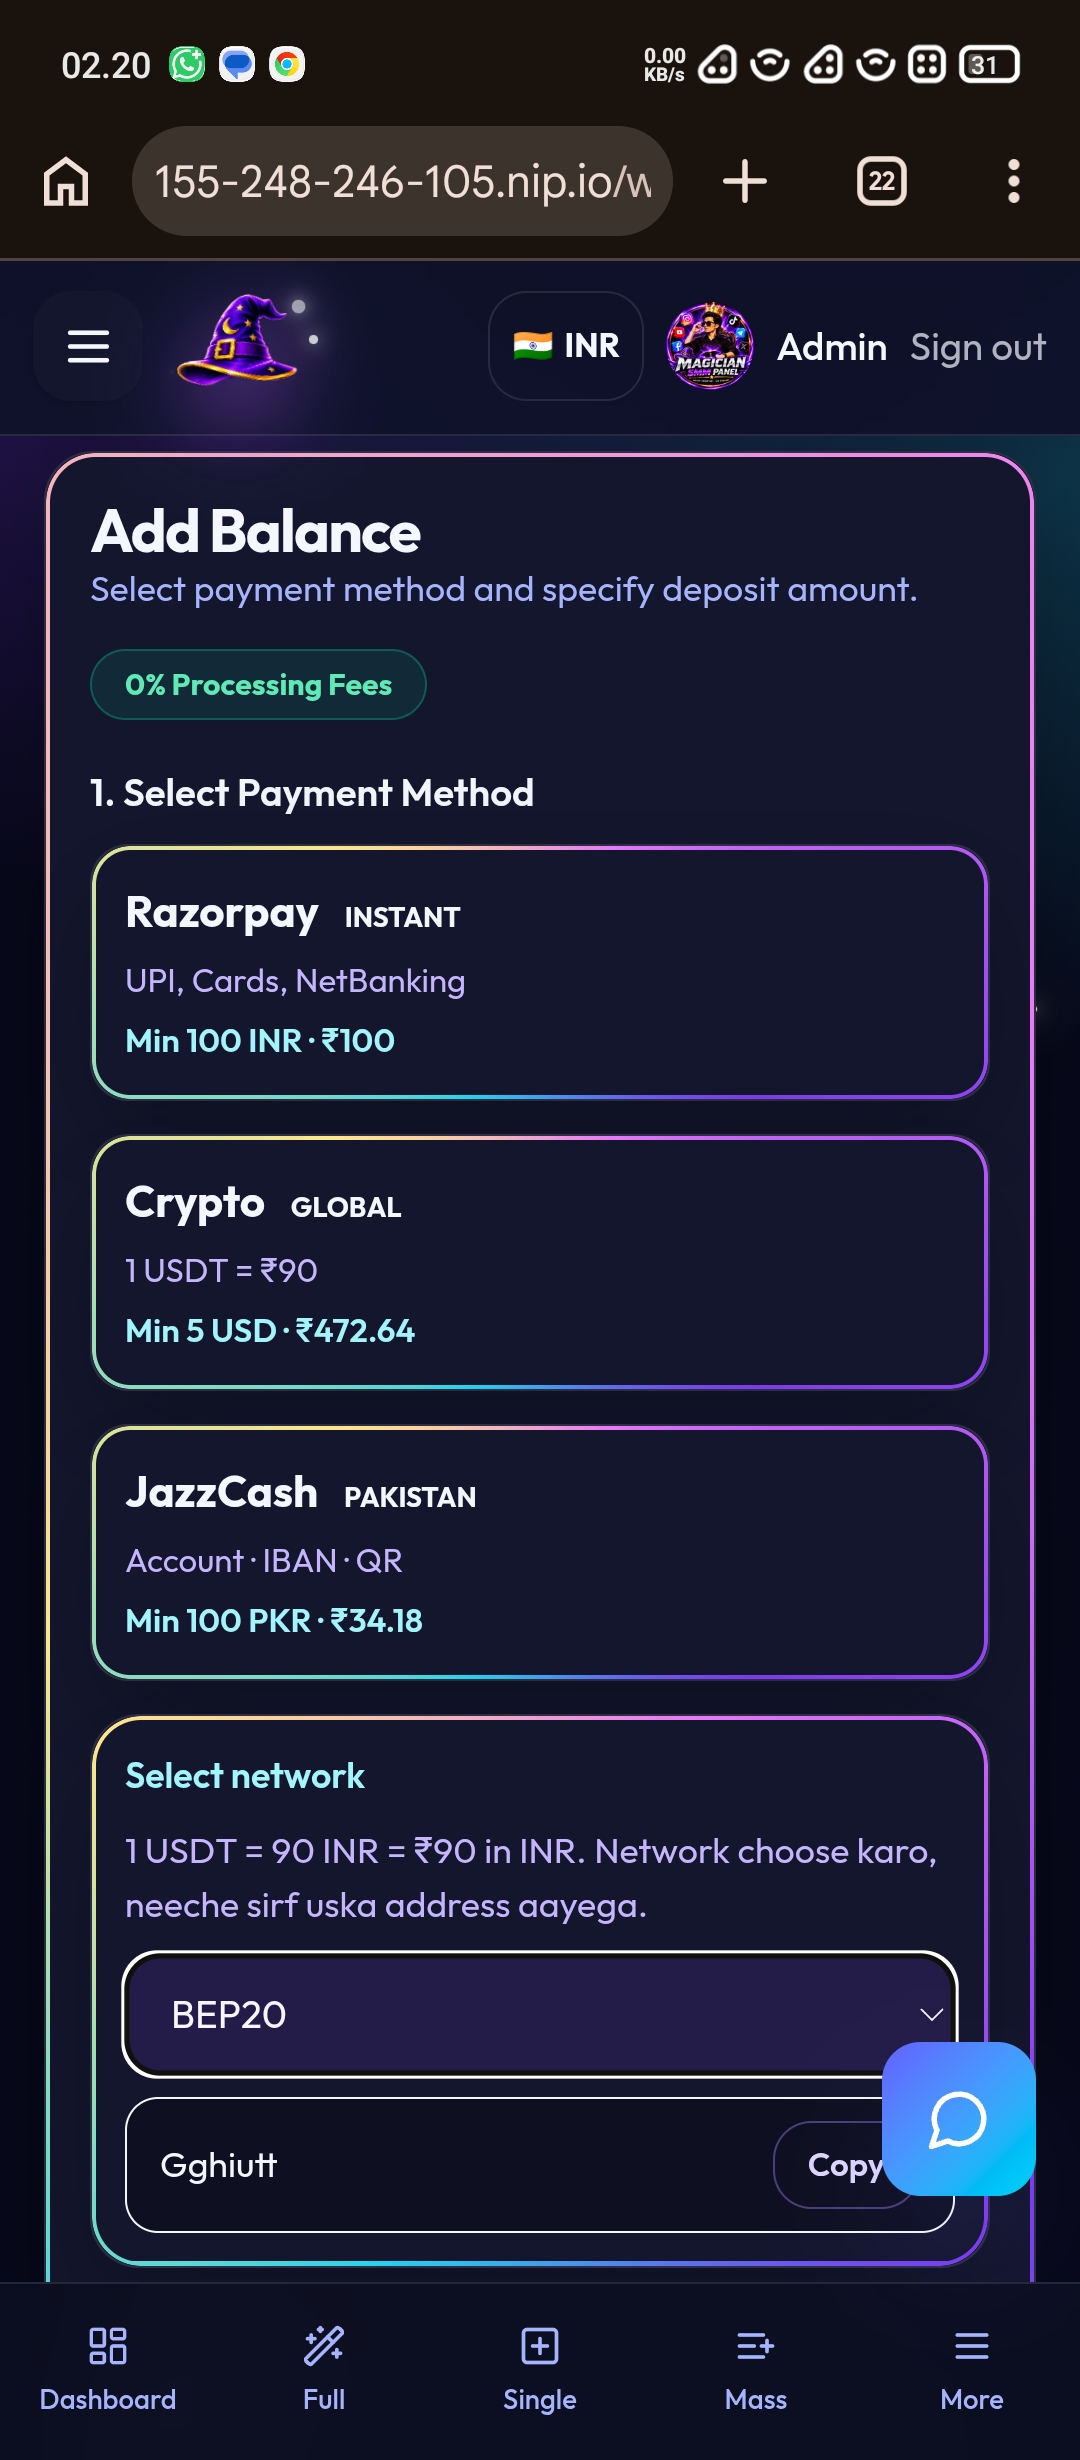 02.20
0.00
KB/s
31
155-248-246-105.nip.io/w
22
INR
MAGICIAN
SMM PANEL
Admin
Sign out
Add Balance
Select payment method and specify deposit amount.
0% Processing Fees
1. Select Payment Method
Razorpay INSTANT
UPI, Cards, NetBanking
Min 100 INR · ₹100
Crypto GLOBAL
1 USDT = ₹90
Min 5 USD · ₹472.64
JazzCash PAKISTAN
Account · IBAN · QR
Min 100 PKR · ₹34.18
Select network
1 USDT = 90 INR = ₹90 in INR. Network choose karo,
neeche sirf uska address aayega.
BEP20
Gghiutt
Copy
Dashboard
Full
Single
Mass
More